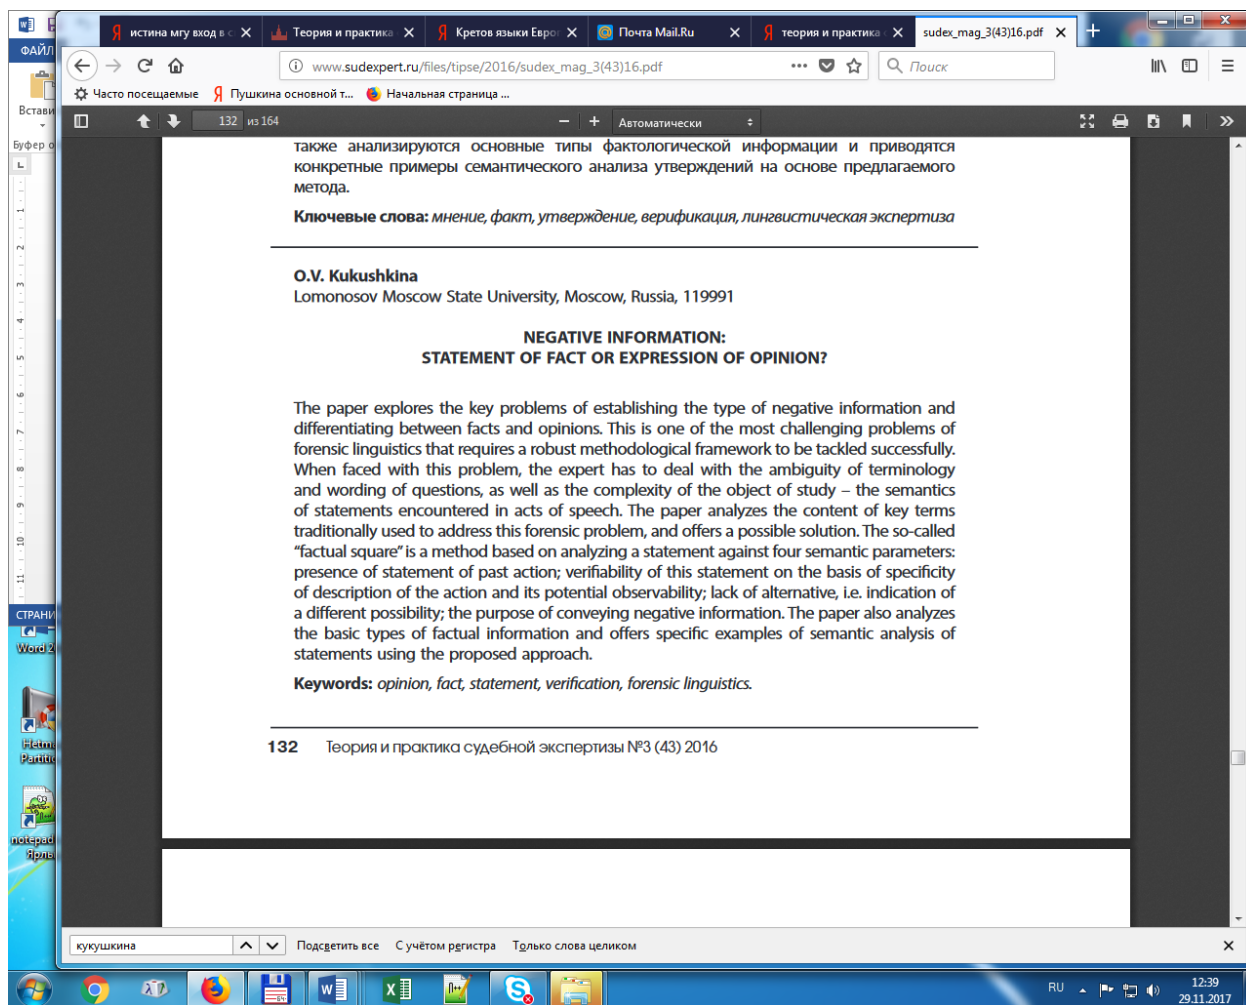 ФАЙЛ
Встави
Буфер о
СТРАНИ
Word 2
notepad
Ярлы
истина мгу вход в с
Теория и практика
Кретов языки Европ
Почта Mail.Ru
теория и практика с
sudex_mag_3(43)16.pdf
www.sudexpert.ru/files/tipse/2016/sudex_mag_3(43)16.pdf
Поиск
Часто посещаемые Пушкина основной т... Начальная страница ...
132 из 164
Автоматически
также анализируются основные типы фактологической информации и приводятся
конкретные примеры семантического анализа утверждений на основе предлагаемого
метода.
Ключевые слова: мнение, факт, утверждение, верификация, лингвистическая экспертиза
O.V. Kukushkina
Lomonosov Moscow State University, Moscow, Russia, 119991
NEGATIVE INFORMATION:
STATEMENT OF FACT OR EXPRESSION OF OPINION?
The paper explores the key problems of establishing the type of negative information and
differentiating between facts and opinions. This is one of the most challenging problems of
forensic linguistics that requires a robust methodological framework to be tackled successfully.
When faced with this problem, the expert has to deal with the ambiguity of terminology
and wording of questions, as well as the complexity of the object of study – the semantics
of statements encountered in acts of speech. The paper analyzes the content of key terms
traditionally used to address this forensic problem, and offers a possible solution. The so-called
“factual square” is a method based on analyzing a statement against four semantic parameters:
presence of statement of past action; verifiability of this statement on the basis of specificity
of description of the action and its potential observability; lack of alternative, i.e. indication of
a different possibility; the purpose of conveying negative information. The paper also analyzes
the basic types of factual information and offers specific examples of semantic analysis of
statements using the proposed approach.
Keywords: opinion, fact, statement, verification, forensic linguistics.
132 Теория и практика судебной экспертизы №3 (43) 2016
кукушкина
Подсветить все С учётом регистра Только слова целиком
RU
12:39
29.11.2017